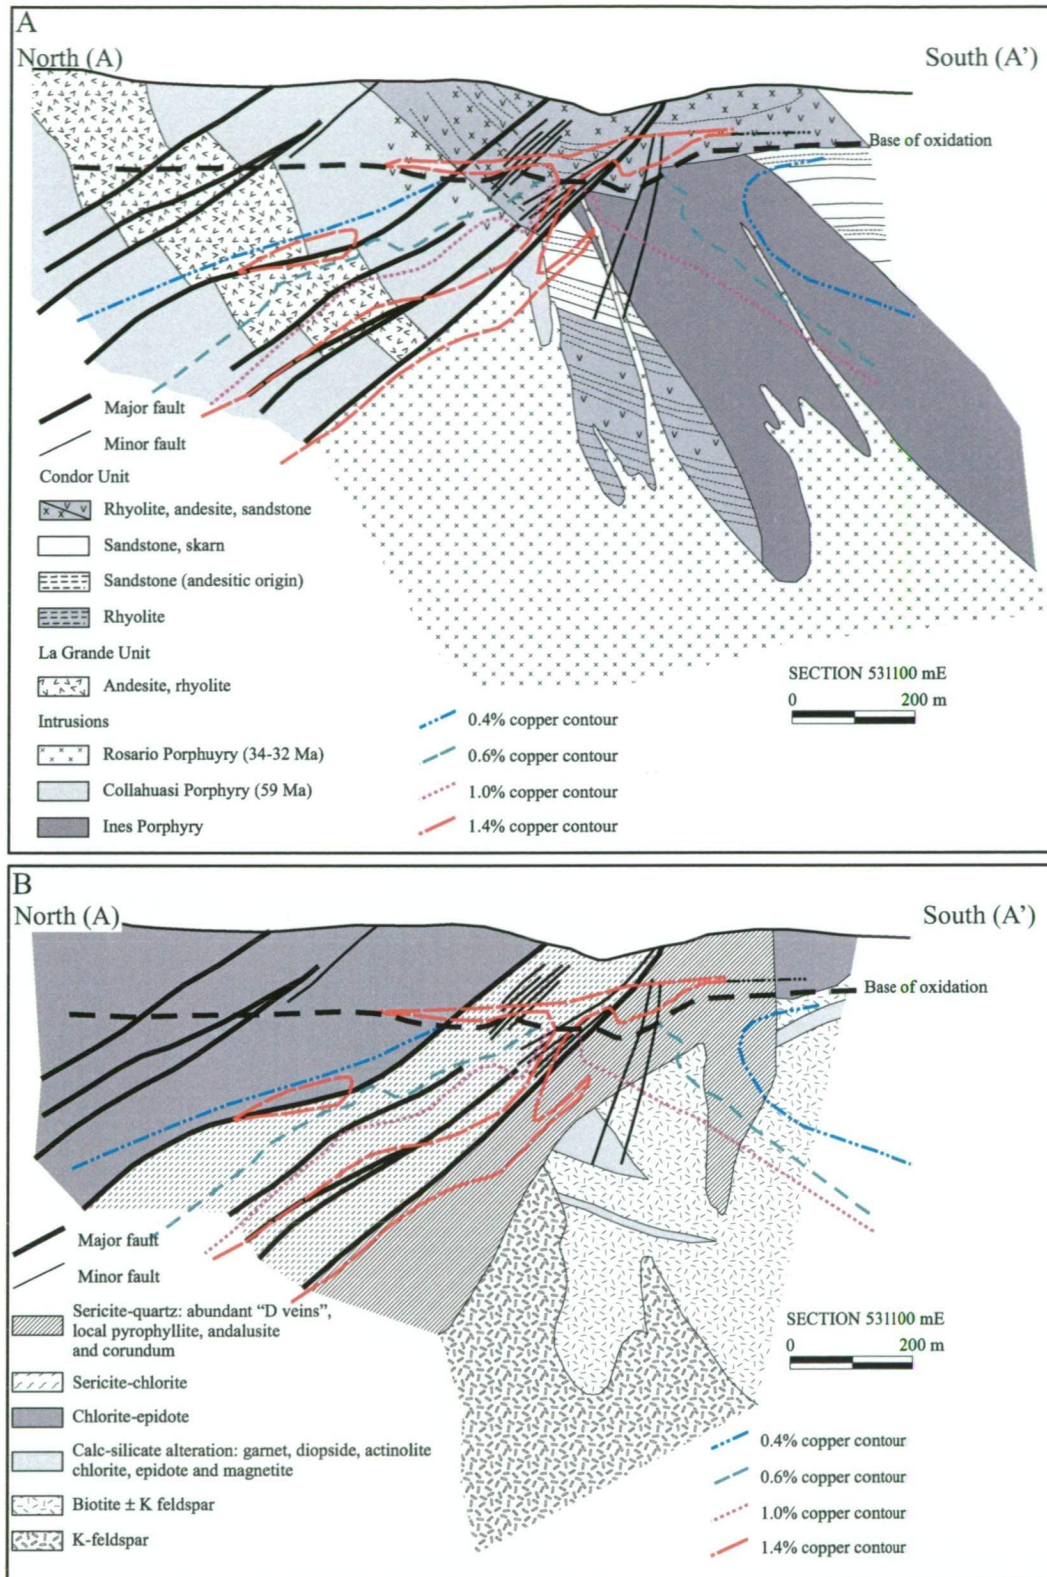 A
North (A)
South (A’)
Base of oxidation
Major fault
Minor fault
Condor Unit
Rhyolite, andesite, sandstone
Sandstone, skarn
Sandstone (andesitic origin)
Rhyolite
La Grande Unit
Andesite, rhyolite
Intrusions
Rosario Porphuyry (34-32 Ma)
Collahuasi Porphyry (59 Ma)
Ines Porphyry
0.4% copper contour
0.6% copper contour
1.0% copper contour
1.4% copper contour
SECTION 531100 mE
0 200 m
B
North (A)
South (A’)
Base of oxidation
Major fault
Minor fault
Sericite-quartz: abundant “D veins”,
local pyrophyllite, andalusite
and corundum
Sericite-chlorite
Chlorite-epidote
Calc-silicate alteration: garnet, diopside, actinolite
chlorite, epidote and magnetite
Biotite ± K feldspar
K-feldspar
SECTION 531100 mE
0 200 m
0.4% copper contour
0.6% copper contour
1.0% copper contour
1.4% copper contour